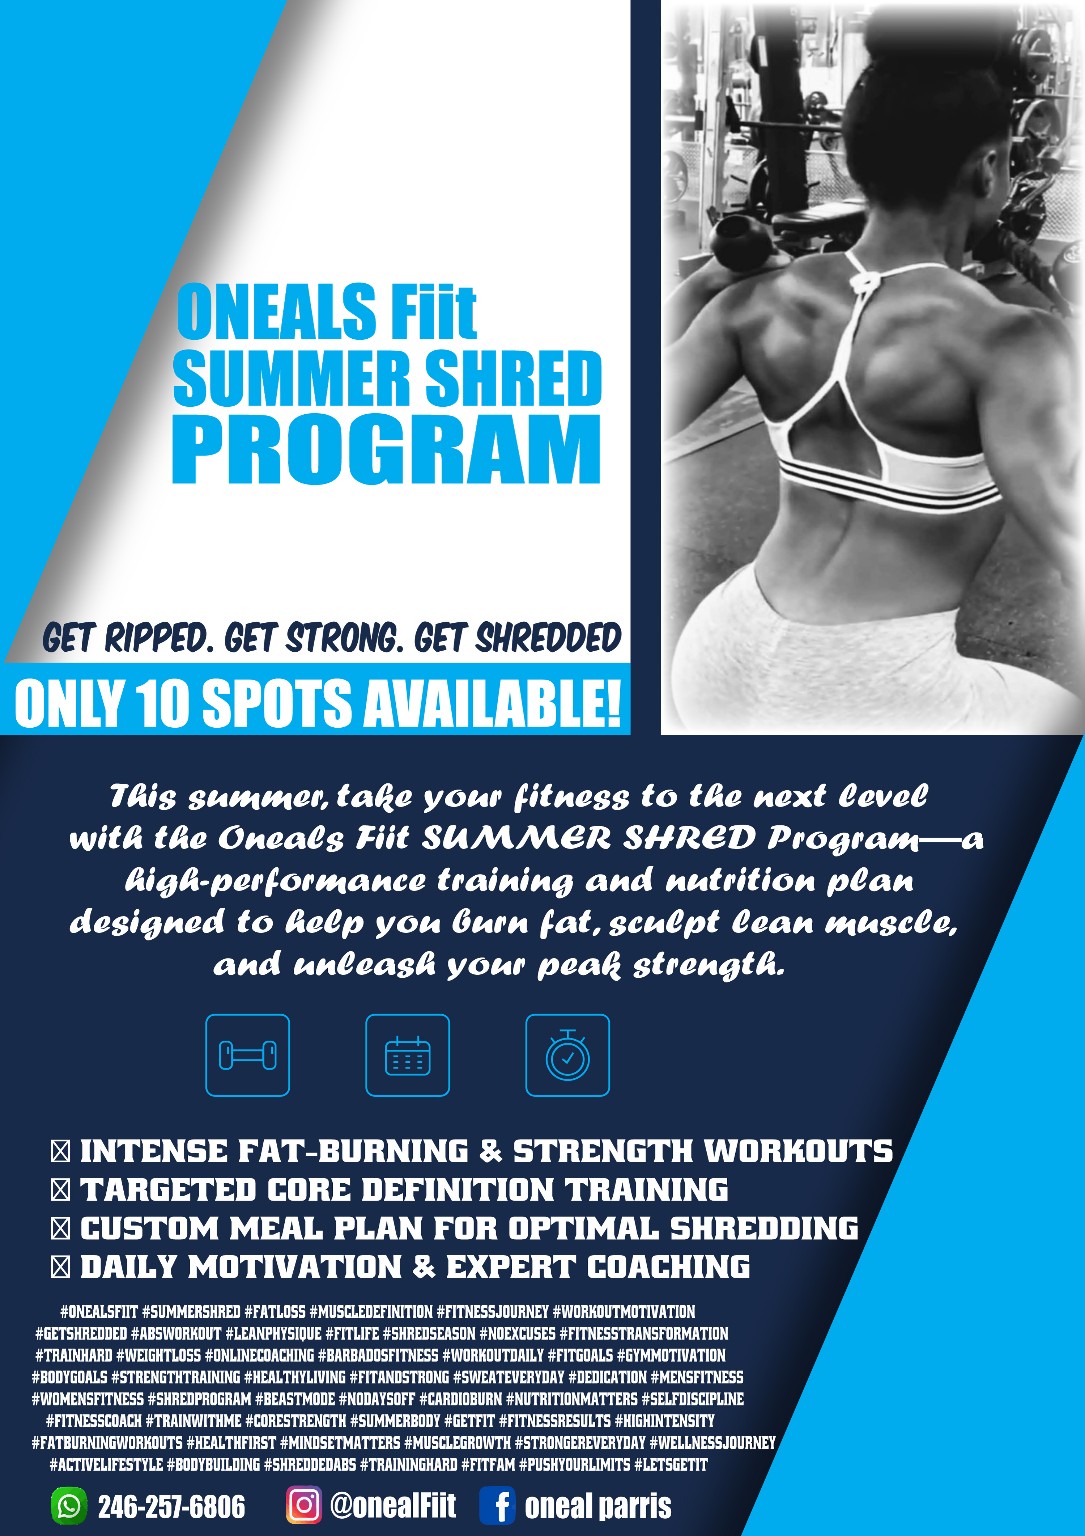 ONEALS Fiit
SUMMER SHRED
PROGRAM
GET RIPPED. GET STRONG. GET SHREDDED
ONLY 10 SPOTS AVAILABLE!
This summer, take your fitness to the next level
with the Oneals Fiit SUMMER SHRED Program—a
high-performance training and nutrition plan
designed to help you burn fat, sculpt lean muscle,
and unleash your peak strength.
INTENSE FAT-BURNING & STRENGTH WORKOUTS
TARGETED CORE DEFINITION TRAINING
CUSTOM MEAL PLAN FOR OPTIMAL SHREDDING
DAILY MOTIVATION & EXPERT COACHING
#ONEALSFIIT #SUMMERSHRED #FATLOSS #MUSCLEDEFINITION #FITNESSJOURNEY #WORKOUTMOTIVATION
#GETSHREDDED #ABSWORKOUT #LEANPHYSIQUE #FITLIFE #SHREDSEASON #NOEXCUSES #FITNESSTRANSFORMATION
#TRAINHARD #WEIGHTLOSS #ONLINECOACHING #BARBADOSFITNESS #WORKOUTDAILY #FITGOALS #GYMMOTIVATION
#BODYGOALS #STRENGTHTRAINING #HEALTHYLIVING #FITANDSTRONG #SWEATEVERYDAY #DEDICATION #MENSFITNESS
#WOMENSFITNESS #SHREDPROGRAM #BEASTMODE #NODAYSOFF #CARDIOBURN #NUTRITIONMATTERS #SELFDISCIPLINE
#FITNESSCOACH #TRAINWITHME #CORESTRENGTH #SUMMERBODY #GETFIT #FITNESSRESULTS #HIGHINTENSITY
#FATBURNINGWORKOUTS #HEALTHFIRST #MINDSETMATTERS #MUSCLEGROWTH #STRONGEREVERYDAY #WELLNESSJOURNEY
#ACTIVELIFESTYLE #BODYBUILDING #SHREDDEDABS #TRAININGHARD #FITFAM #PUSHYOURLIMITS #LETSGETIT
246-257-6806 @onealFiit oneal parris